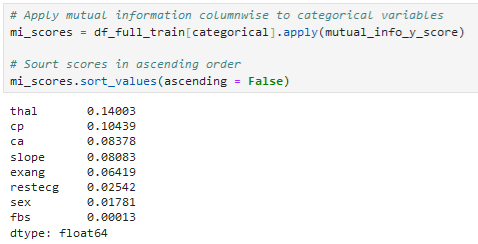 # Apply mutual information columnwise to categorical variables
mi_scores = df_full_train[categorical].apply(mutual_info_y_score)
# Sourt scores in ascending order
mi_scores.sort_values(ascending = False)
thal 0.14003
cp 0.10439
ca 0.08378
slope 0.08083
exang 0.06419
restecg 0.02542
sex 0.01781
fbs 0.00013
dtype: float64